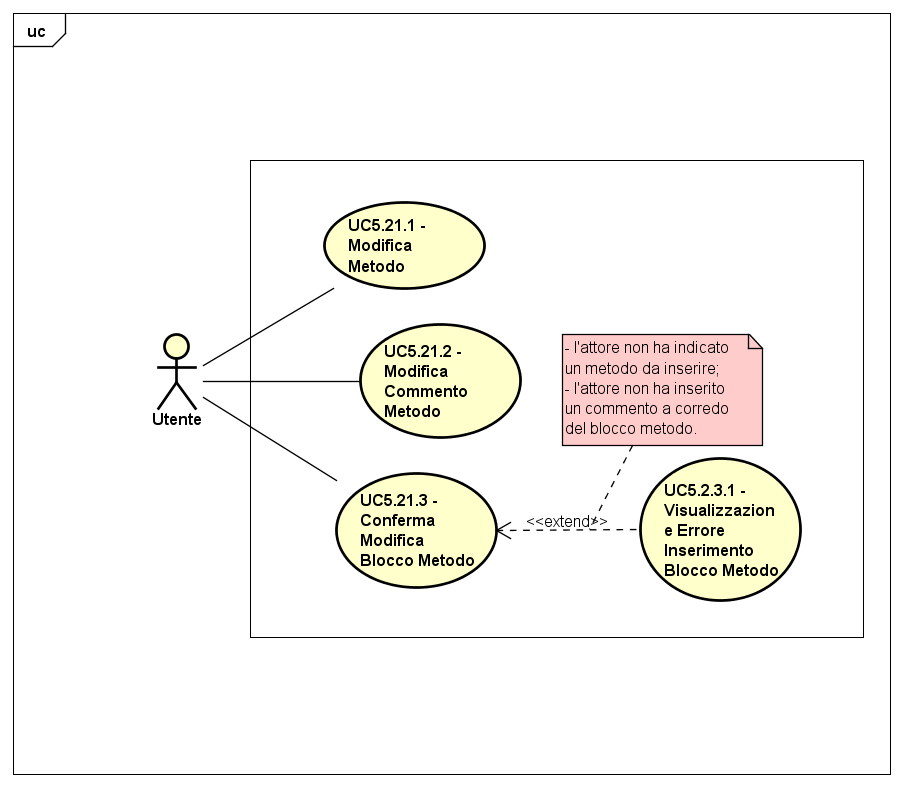 uc
UC5.21.1 -
Modifica
Metodo
UC5.21.2 -
Modifica
Commento
Metodo
- l'attore non ha indicato
un metodo da inserire;
- l'attore non ha inserito
un commento a corredo
del blocco metodo.
Utente
UC5.21.3 -
Conferma
Modifica
Blocco Metodo
<<extend>>
UC5.2.3.1 -
Visualizzazion
e Errore
Inserimento
Blocco Metodo